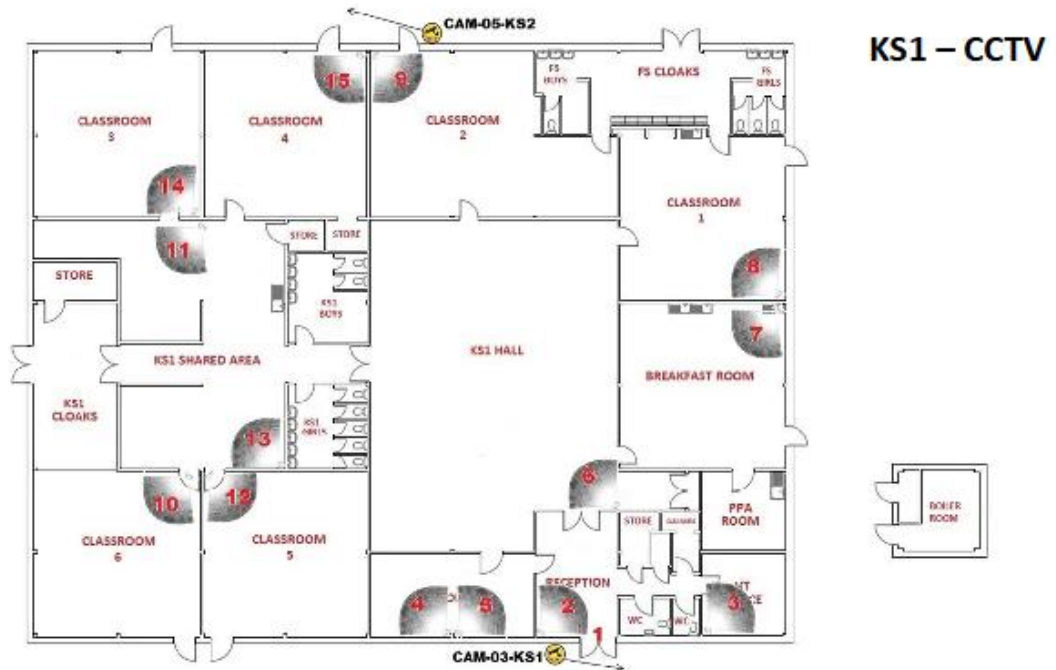 CAM-05-KS2
KS1 – CCTV
15
9
FS
BOYS
FS CLOAKS
FS
GIRLS
CLASSROOM
3
CLASSROOM
4
CLASSROOM
2
14
CLASSROOM
1
11
STORE
STORE
8
STORE
KS1
BOYS
7
KS1 SHARED AREA
KS1 HALL
BREAKFAST ROOM
KS1
CLOAKS
KS1
GIRLS
13
6
10
12
PPA
ROOM
BOILER
ROOM
STORE
CLASSROOM
6
CLASSROOM
5
RECEPTION
4
5
2
3
WC
WC
1
CAM-03-KS1